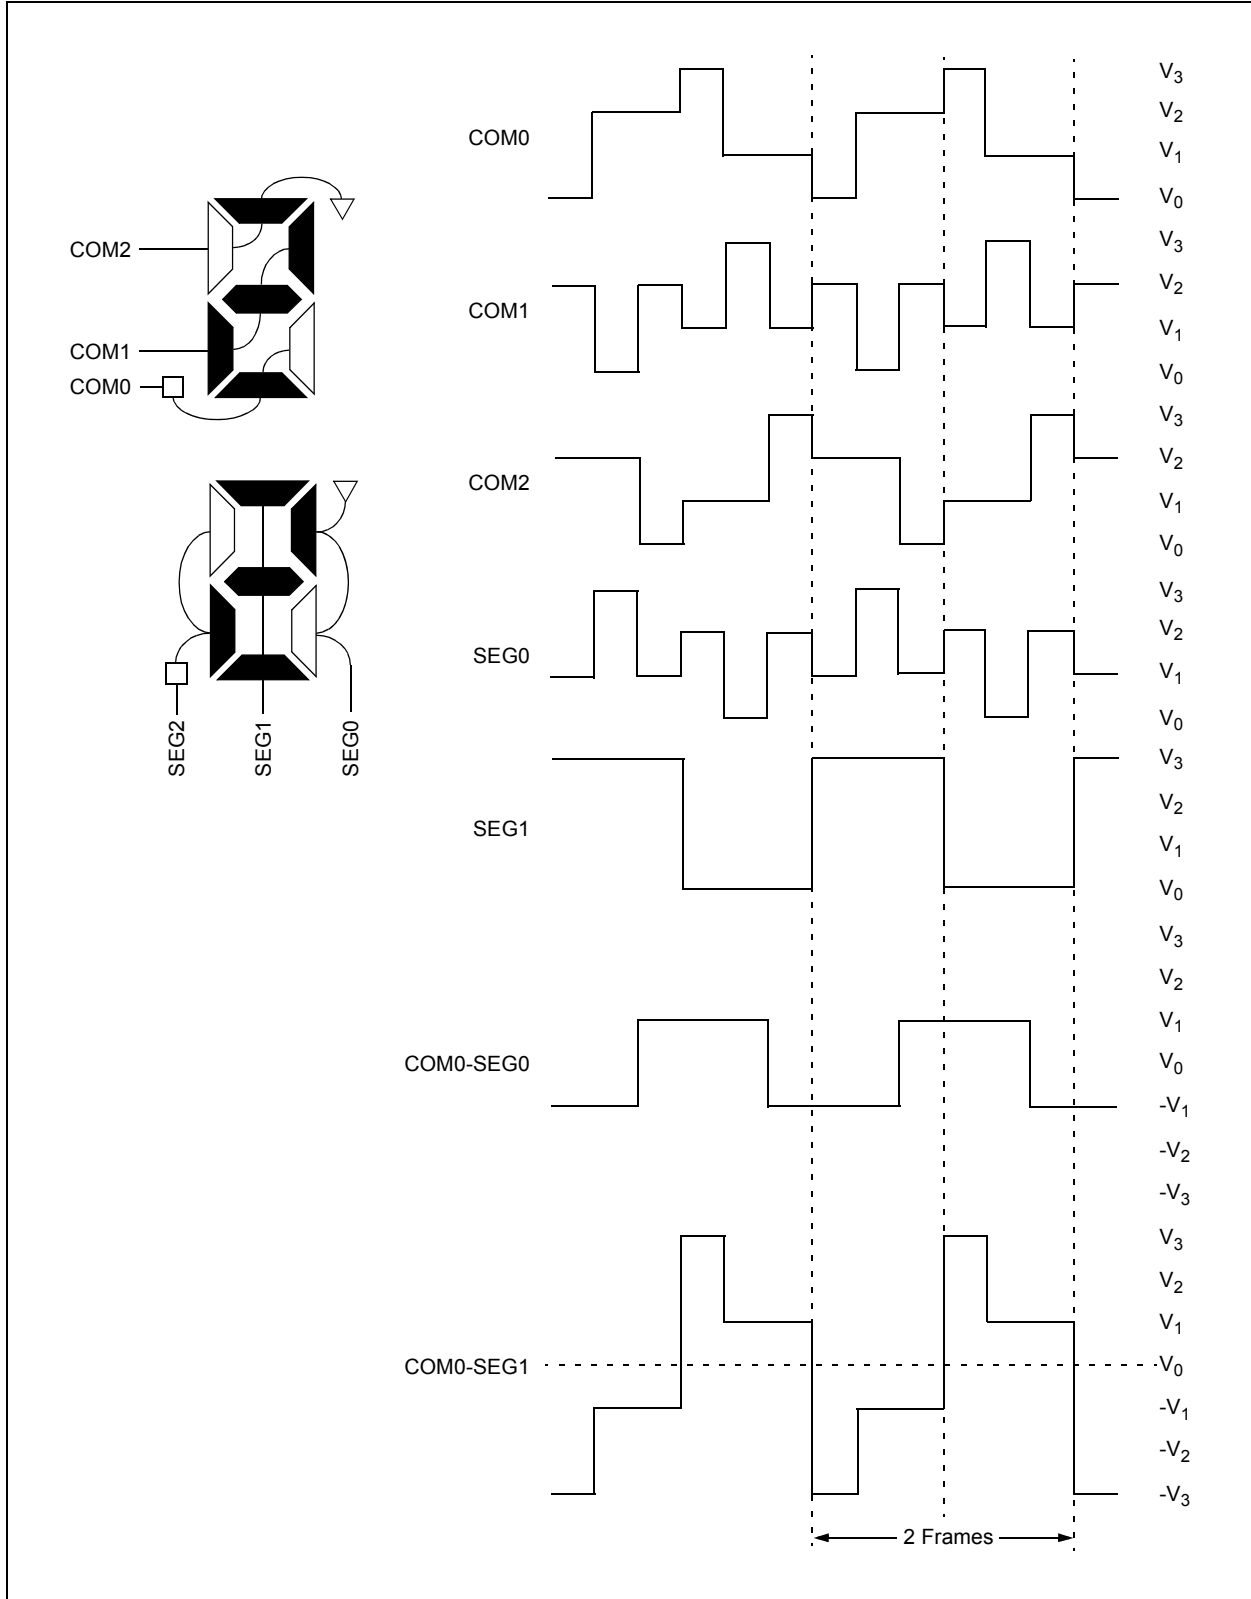 COM2
COM1
COM0
SEG2
SEG1
SEG0
COM0
V3
V2
V1
V0
COM1
V3
V2
V1
V0
COM2
V3
V2
V1
V0
SEG0
V3
V2
V1
V0
SEG1
V3
V2
V1
V0
COM0-SEG0
V3
V2
V1
V0
-V1
-V2
-V3
COM0-SEG1
V3
V2
V1
V0
-V1
-V2
-V3
2 Frames